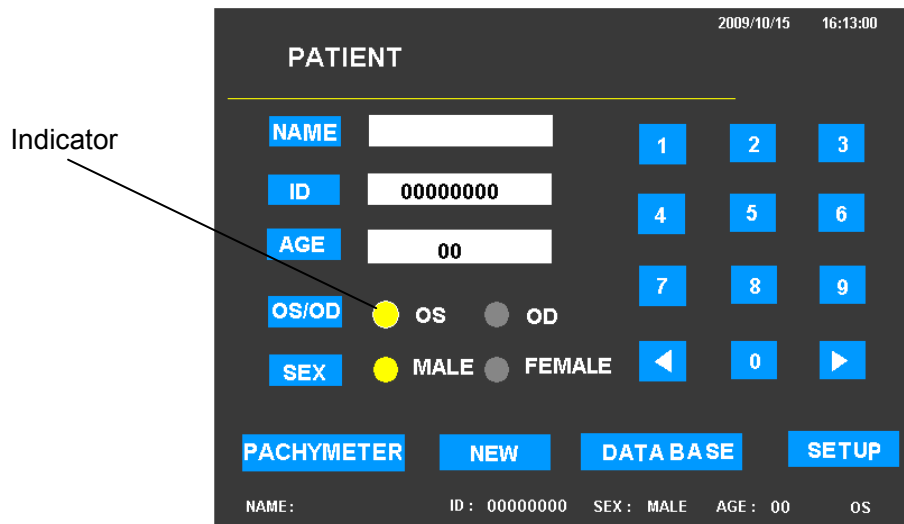 2009/10/15 16:13:00
PATIENT
Indicator
NAME
1 2 3
ID 00000000
4 5 6
AGE 00
7 8 9
OS/OD OS OD
SEX MALE FEMALE 0
PACHYMETER NEW DATA BASE SETUP
NAME: ID: 00000000 SEX: MALE AGE: 00 OS